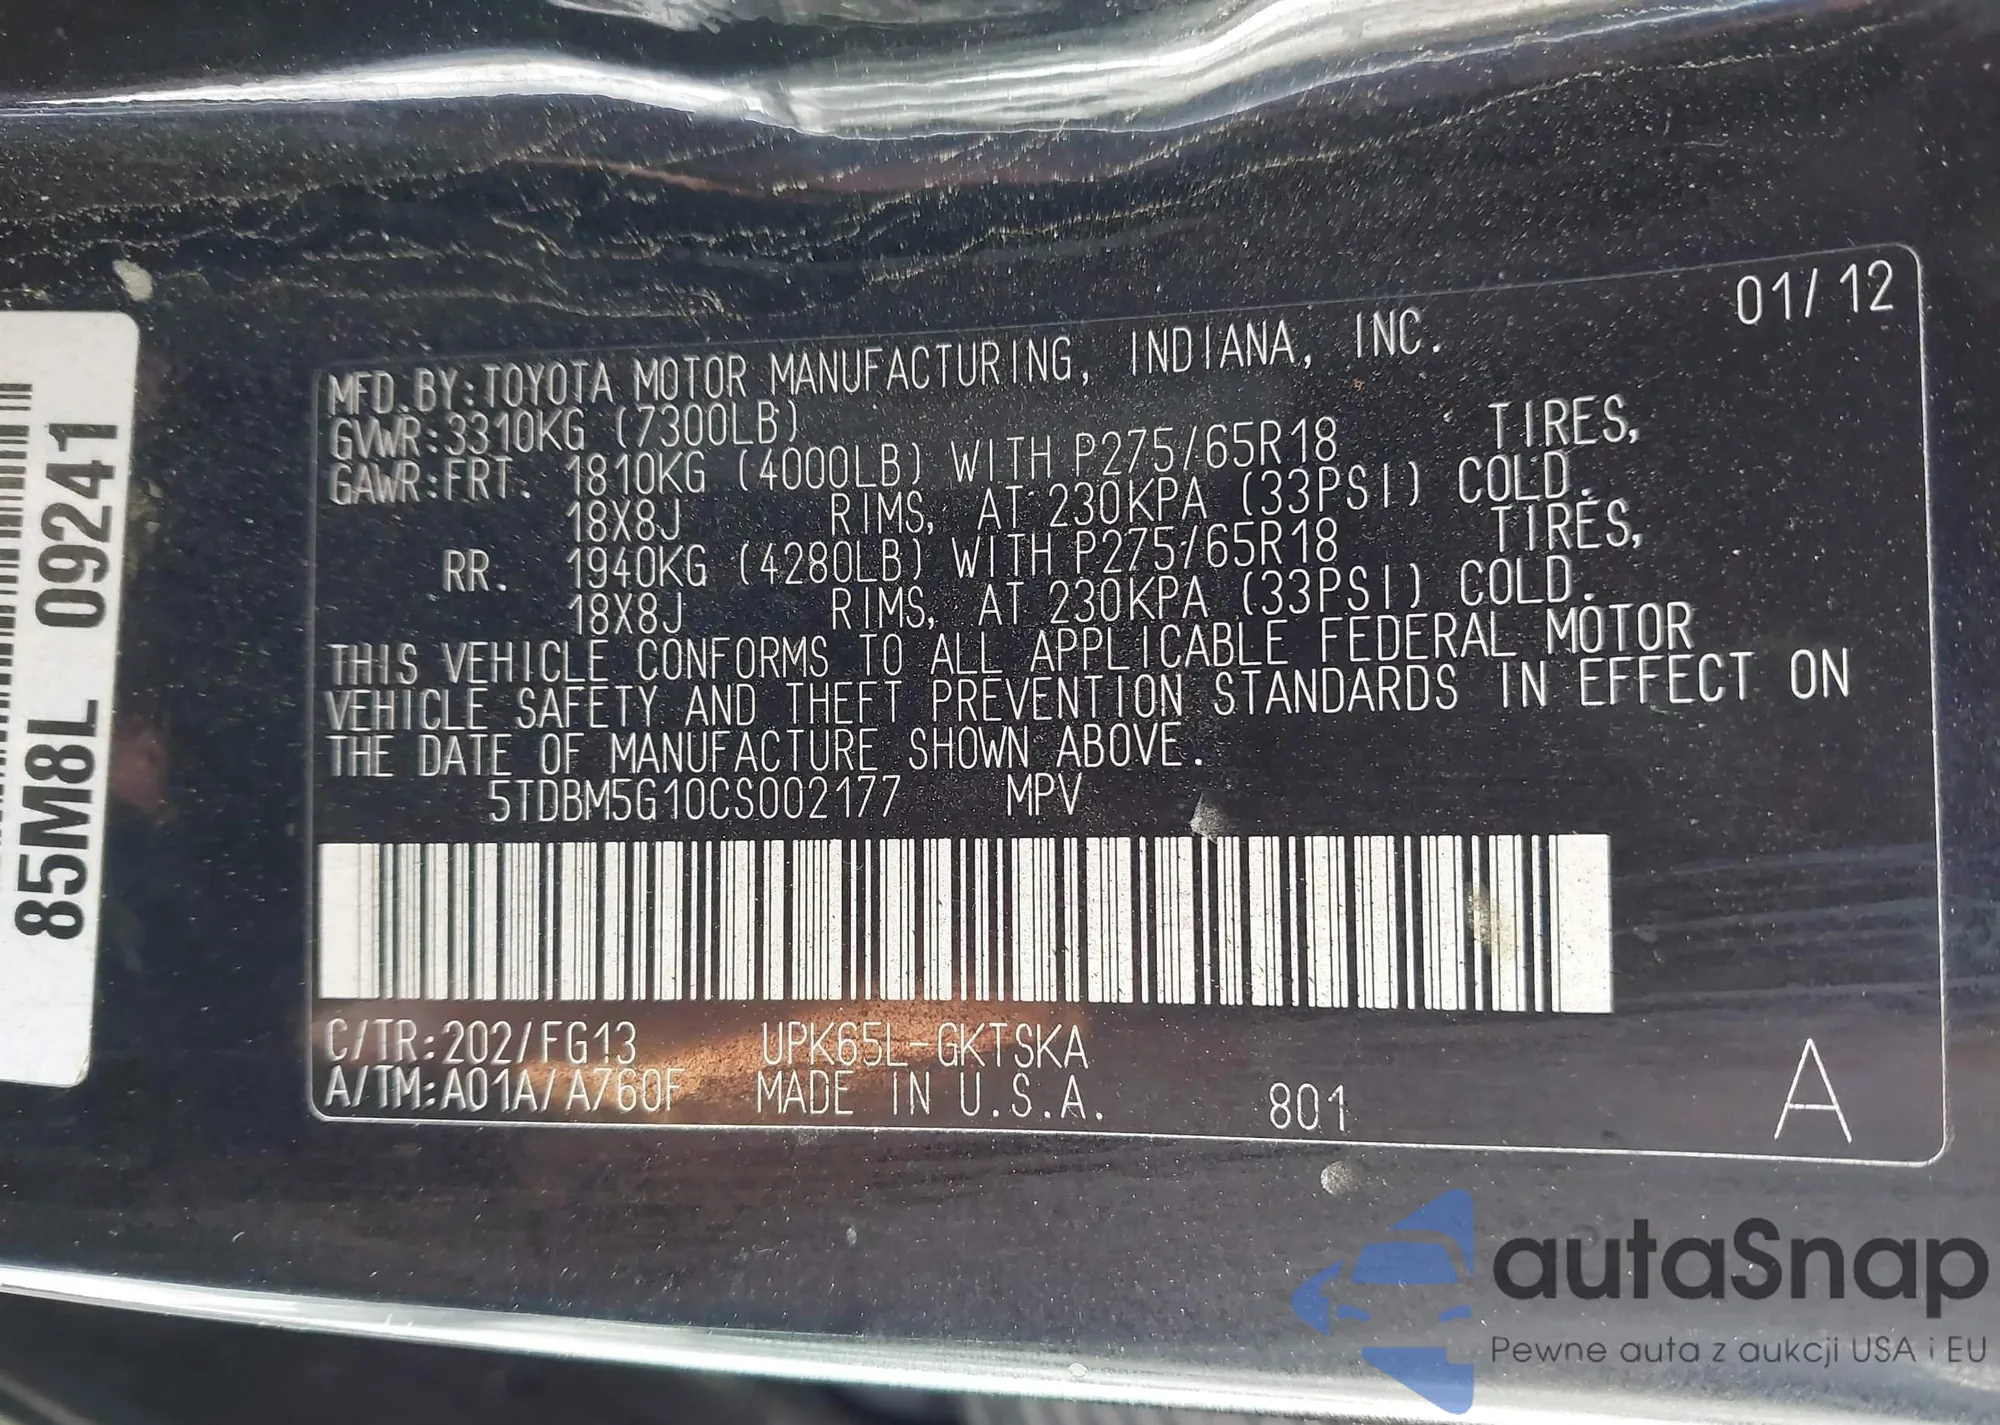 01/12
MFD.BY:TOYOTA MOTOR MANUFACTURING, INDIANA, INC.
GVWR:3310KG (7300LB)
GAWR:FRT. 1810KG (4000LB) WITH P275/65R18 TIRES,
18X8J RIMS, AT 230KPA (33PSI) COLD.
RR. 1940KG (4280LB) WITH P275/65R18 TIRES,
18X8J RIMS, AT 230KPA (33PSI) COLD.
THIS VEHICLE CONFORMS TO ALL APPLICABLE FEDERAL MOTOR
VEHICLE SAFETY AND THEFT PREVENTION STANDARDS IN EFFECT ON
THE DATE OF MANUFACTURE SHOWN ABOVE.
5TDBM5G10CS002177 MPV
C/TR:202/FG13 UPK65L-GKTSKA
A/TM:A01A/A760F MADE IN U.S.A. 801 A
85M8L 09241
autaSnap
Pewne auta z aukcji USA i EU